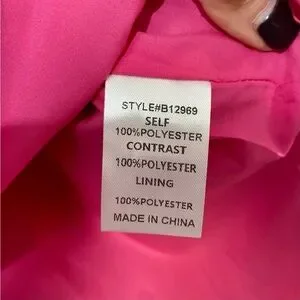 STYLE#B12969
SELF
100%POLYESTER
CONTRAST
100%POLYESTER
LINING
100%POLYESTER
MADE IN CHINA